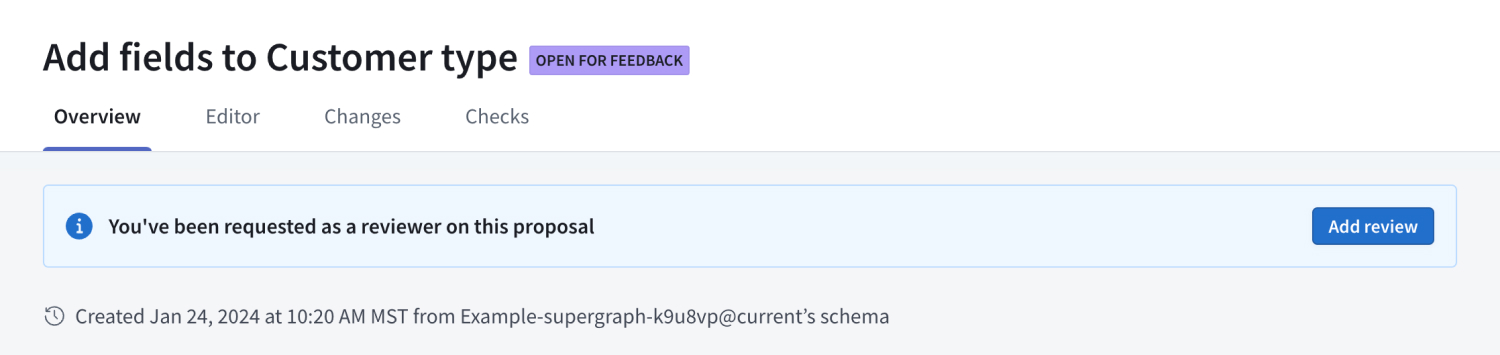 Add fields to Customer type OPEN FOR FEEDBACK
Overview Editor Changes Checks
You've been requested as a reviewer on this proposal Add review
Created Jan 24, 2024 at 10:20 AM MST from Example-supergraph-k9u8vp@current’s schema